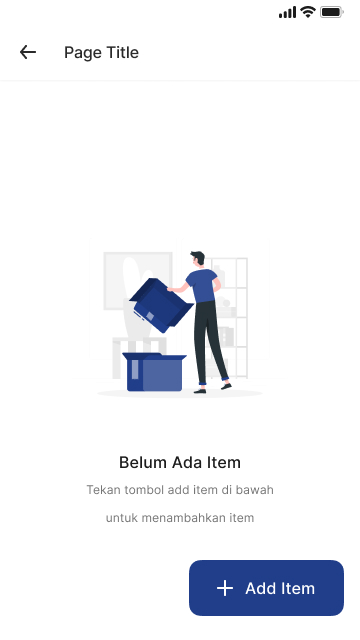 Page Title
Belum Ada Item
Tekan tombol add item di bawah
untuk menambahkan item
Add Item